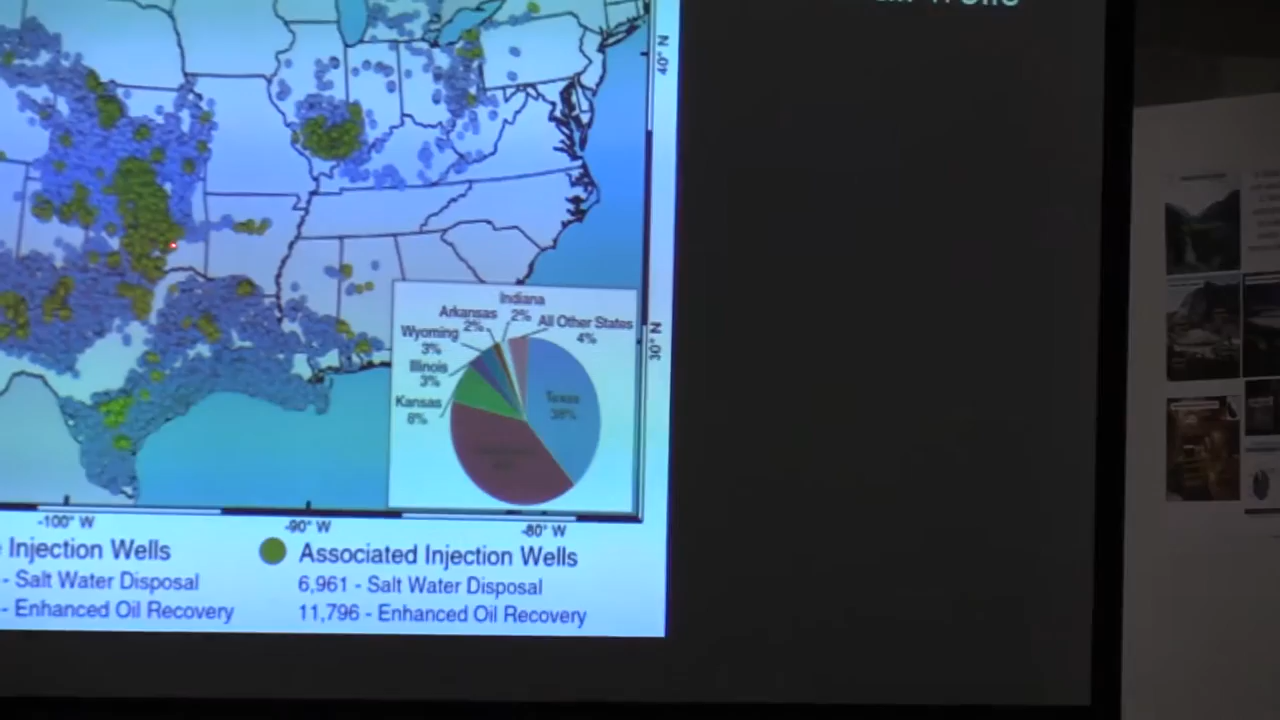 40° N
30° N
Indiana
2%
Arkansas
2%
All Other States
4%
Wyoming
3%
Illinois
3%
Texas
38%
Kansas
8%
-100° W
-90° W
-80° W
Injection Wells
- Salt Water Disposal
- Enhanced Oil Recovery
Associated Injection Wells
6,961 - Salt Water Disposal
11,796 - Enhanced Oil Recovery